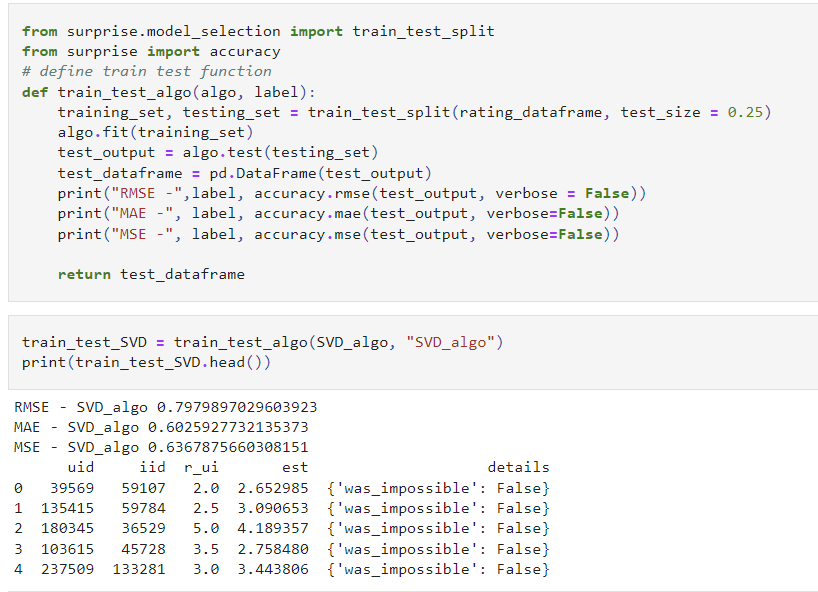 from surprise.model_selection import train_test_split
from surprise import accuracy
# define train test function
def train_test_algo(algo, label):
    training_set, testing_set = train_test_split(rating_dataframe, test_size = 0.25)
    algo.fit(training_set)
    test_output = algo.test(testing_set)
    test_dataframe = pd.DataFrame(test_output)
    print("RMSE -",label, accuracy.rmse(test_output, verbose = False))
    print("MAE -", label, accuracy.mae(test_output, verbose=False))
    print("MSE -", label, accuracy.mse(test_output, verbose=False))
    return test_dataframe
train_test_SVD = train_test_algo(SVD_algo, "SVD_algo")
print(train_test_SVD.head())
RMSE - SVD_algo 0.7979897029603923
MAE - SVD_algo 0.6025927732135373
MSE - SVD_algo 0.6367875660308151
      uid     iid  r_ui       est                    details
0   39569   59107   2.0  2.652985  {'was_impossible': False}
1  135415   59784   2.5  3.090653  {'was_impossible': False}
2  180345   36529   5.0  4.189357  {'was_impossible': False}
3  103615   45728   3.5  2.758480  {'was_impossible': False}
4  237509  133281   3.0  3.443806  {'was_impossible': False}